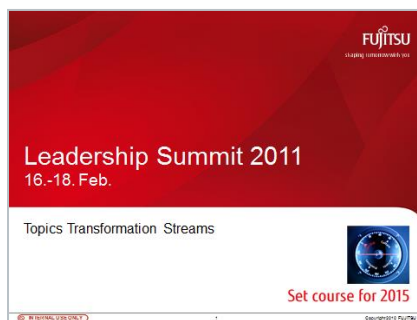 FUJITSU
shaping tomorrow with you
Leadership Summit 2011
16.-18. Feb.
Topics Transformation Streams
Set course for 2015
INTERNAL USE ONLY
Copyright 2010 FUJITSU